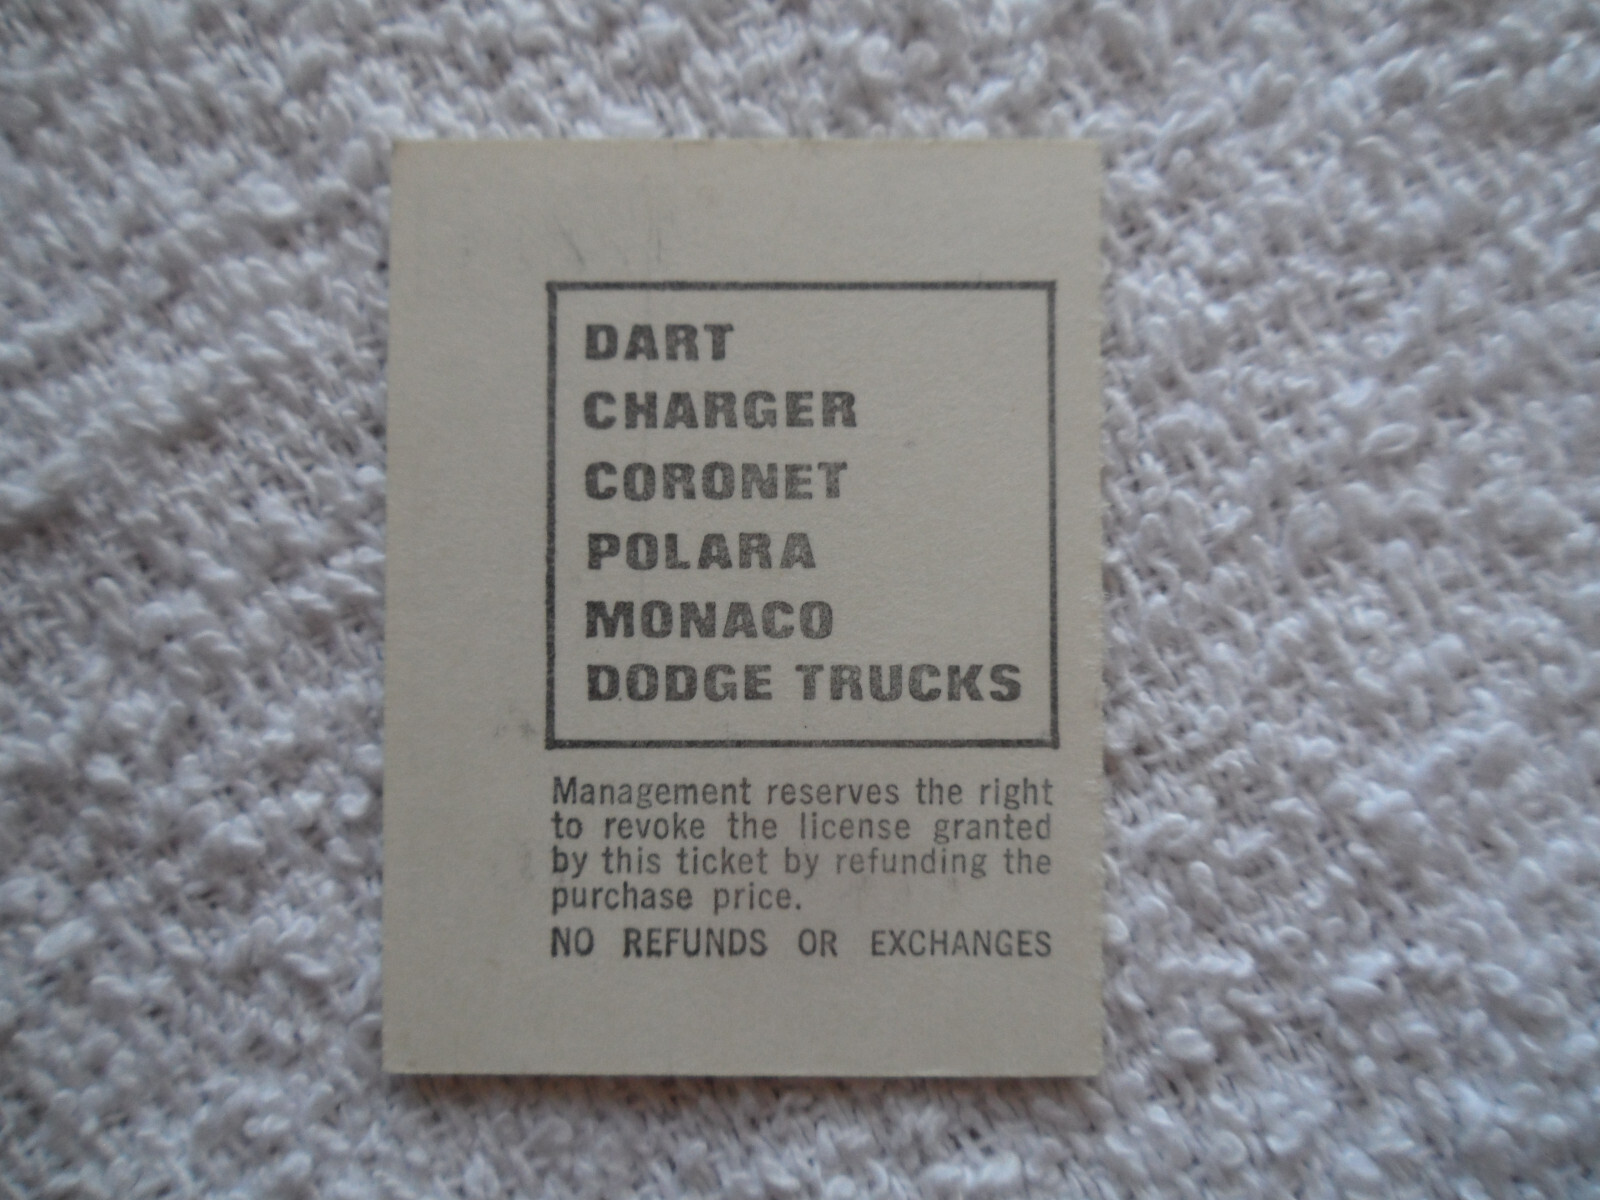 DART
CHARGER
CORONET
POLARA
MONACO
DODGE TRUCKS
Management reserves the right
to revoke the license granted
by this ticket by refunding the
purchase price.
NO REFUNDS OR EXCHANGES